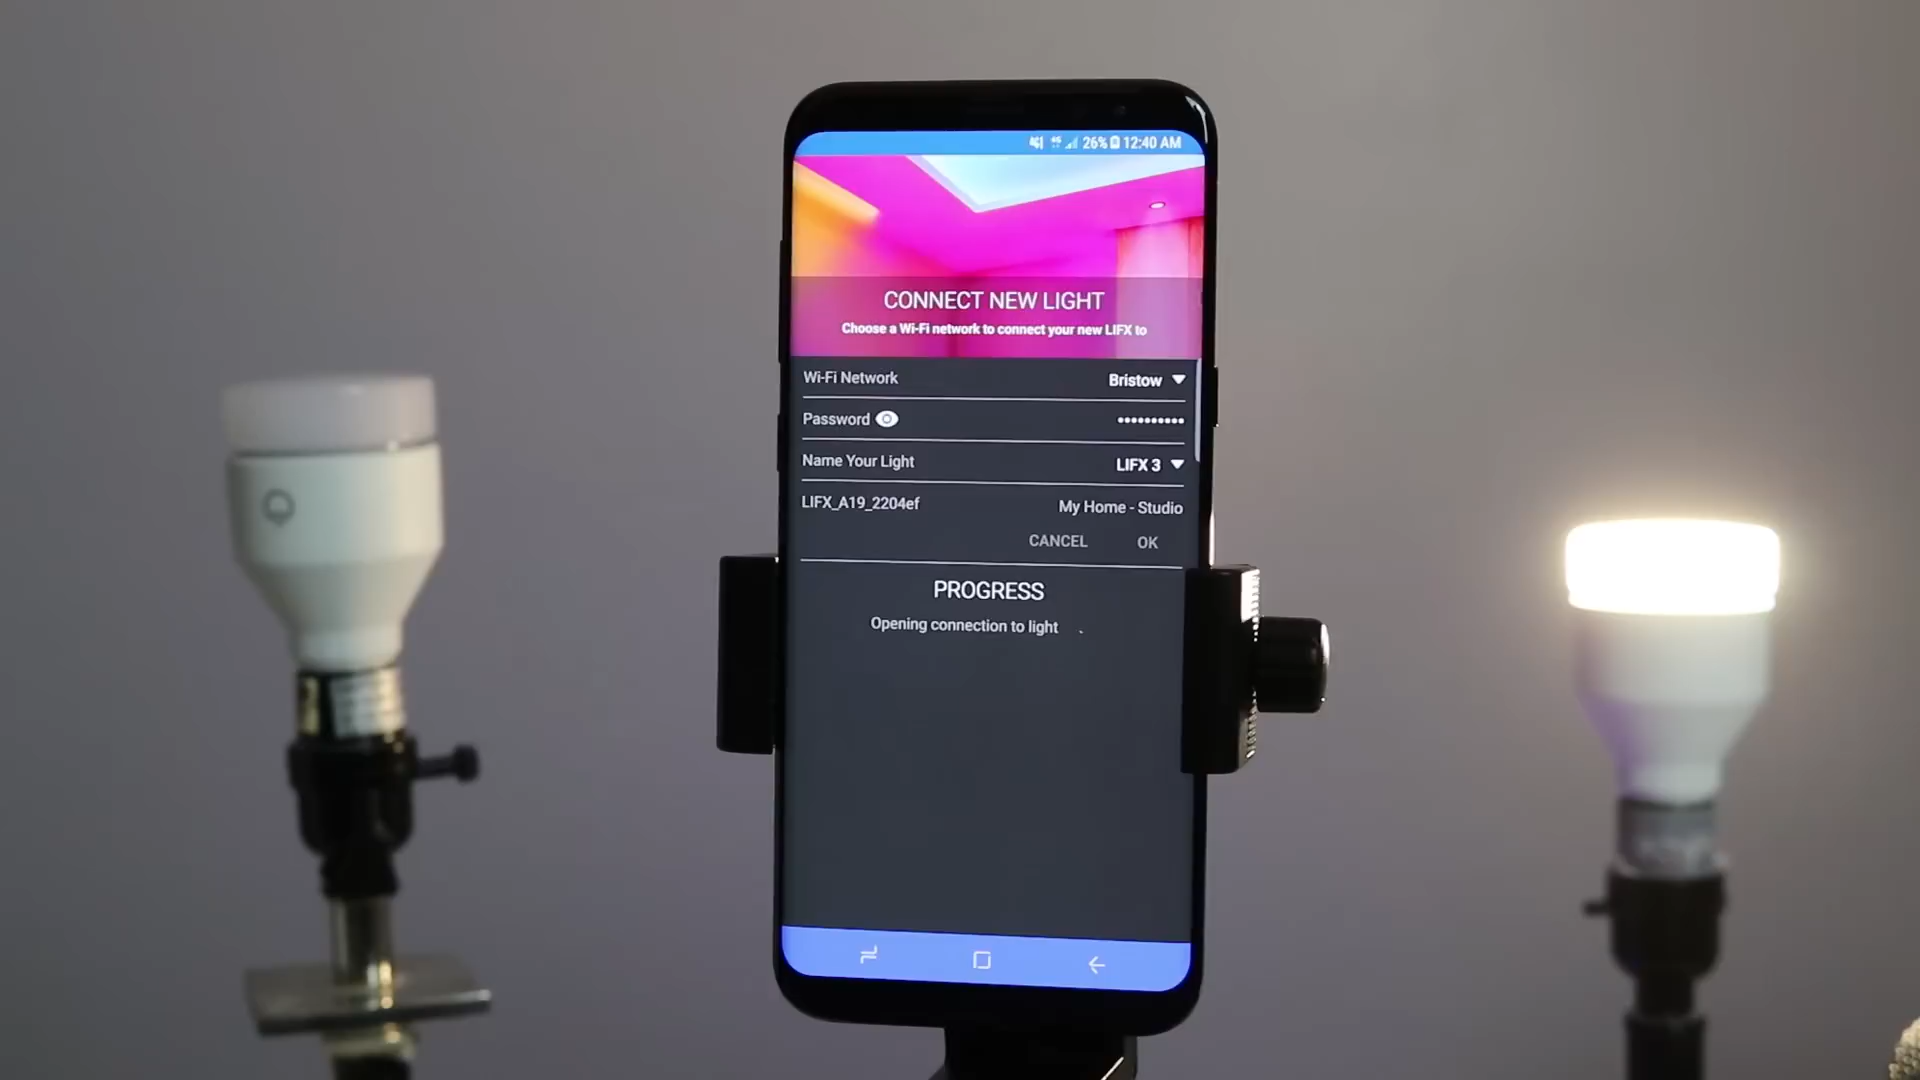 26% 12:40 AM
CONNECT NEW LIGHT
Choose a Wi-Fi network to connect your new LIFX to
Wi-Fi Network Bristow
Password ••••••••••
Name Your Light LIFX 3
LIFX_A19_2204ef My Home - Studio
CANCEL OK
PROGRESS
Opening connection to light .